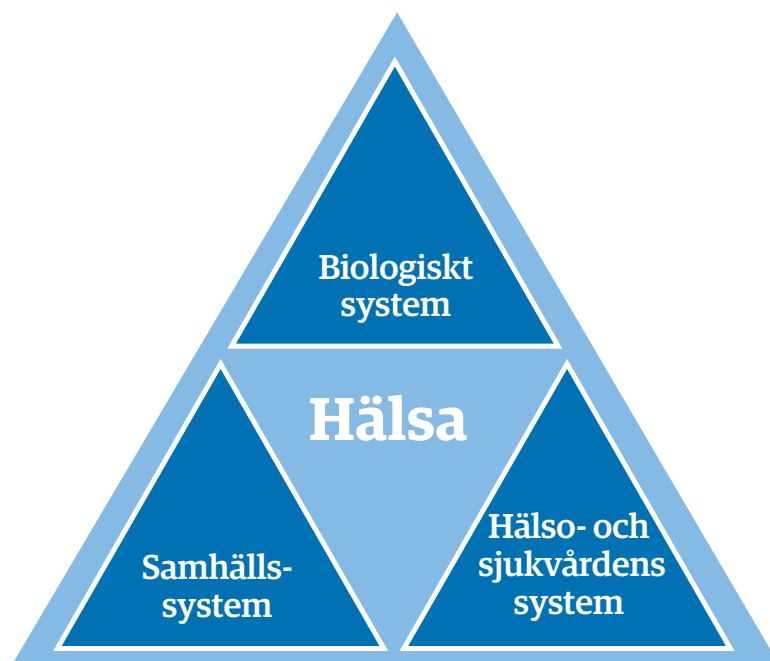 Biologiskt
system
Hälsa
Samhälls-
system
Hälso- och
sjukvårdens
system